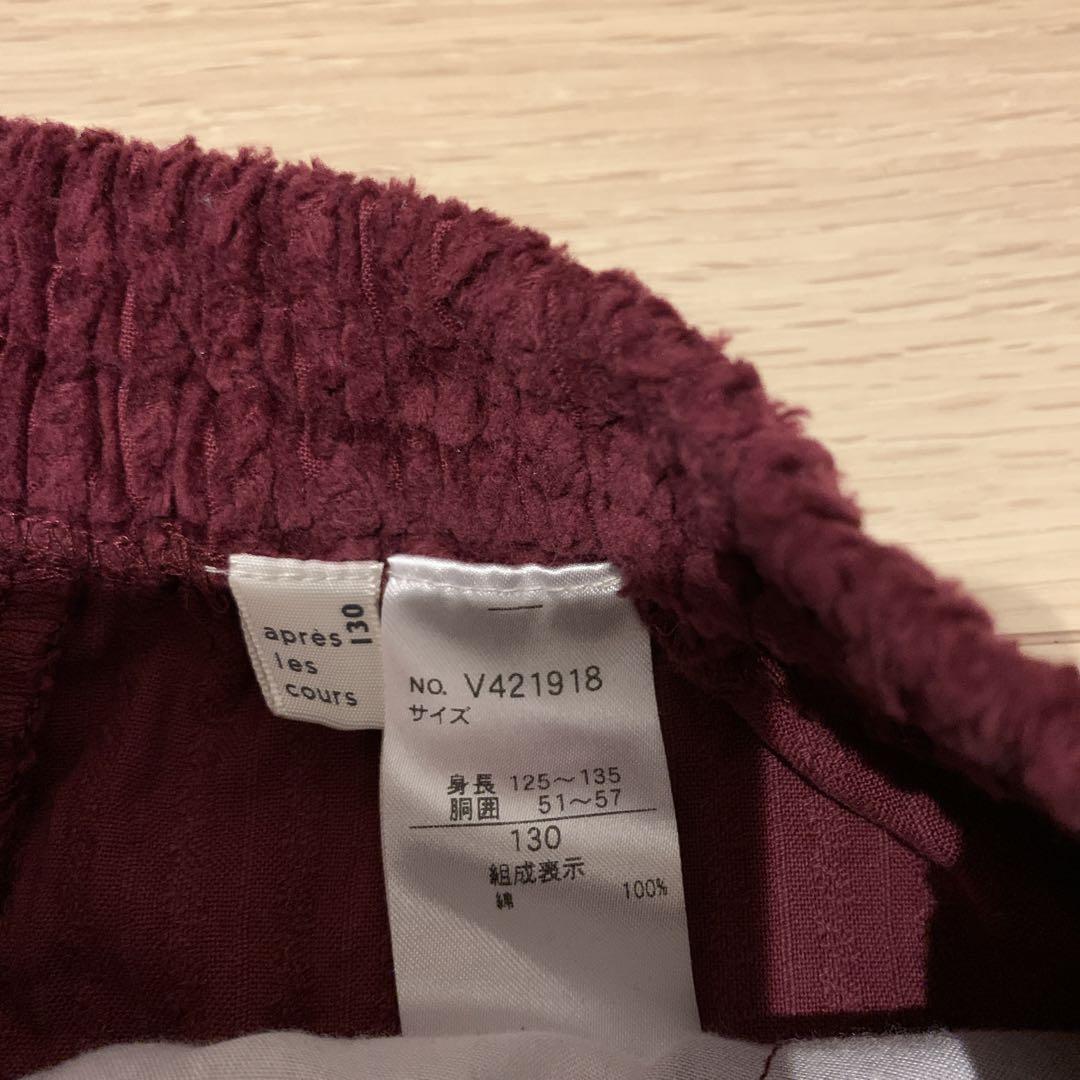 après
les
cours
130
NO. V421918
サイズ
身長 125～135
胴囲 51～57
130
組成表示
綿 100%